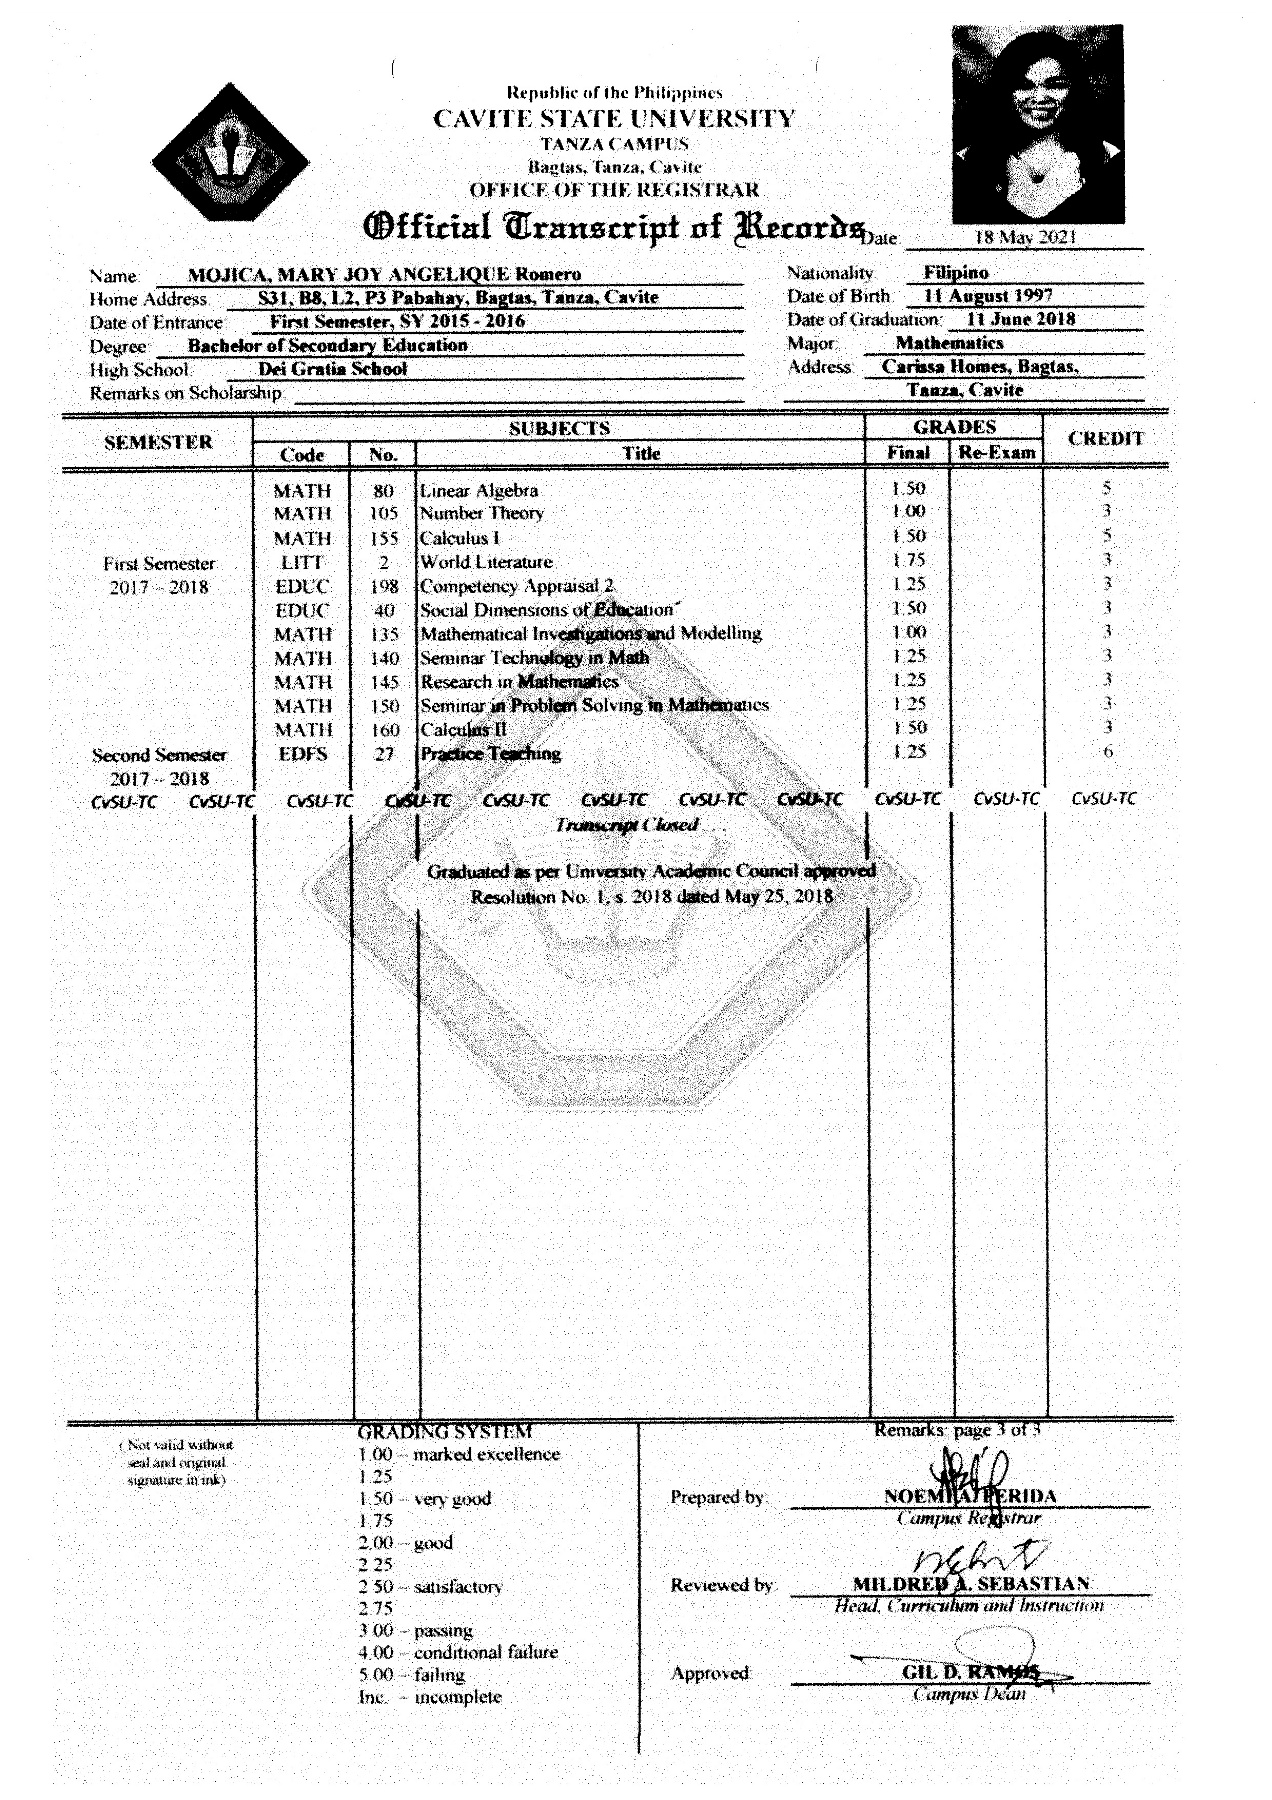 Republic of the Philippines
CAVITE STATE UNIVERSITY
TANZA CAMPUS
Bagtas, Tanza, Cavite
OFFICE OF THE REGISTRAR
Official Transcript of Records
Date: 18 May 2021
Name: MOJICA, MARY JOY ANGELIQUE Romero
Nationality: Filipino
Home Address: S31, B8, L2, P3 Pabahay, Bagtas, Tanza, Cavite
Date of Birth: 11 August 1997
Date of Entrance: First Semester, SY 2015 - 2016
Date of Graduation: 11 June 2018
Degree: Bachelor of Secondary Education
Major: Mathematics
High School: Dei Gratia School
Address: Carissa Homes, Bagtas,
Remarks on Scholarship:
Tanza, Cavite
SEMESTER SUBJECTS GRADES CREDIT
Code No. Title Final Re-Exam
MATH 80 Linear Algebra 1.50 5
MATH 105 Number Theory 1.00 3
MATH 155 Calculus I 1.50 5
First Semester LITT 2 World Literature 1.75 3
2017 – 2018 EDUC 198 Competency Appraisal 2 1.25 3
EDUC 40 Social Dimensions of Education 1.50 3
MATH 135 Mathematical Investigations and Modelling 1.00 3
MATH 140 Seminar Technology in Math 1.25 3
MATH 145 Research in Mathematics 1.25 3
MATH 150 Seminar in Problem Solving in Mathematics 1.25 3
MATH 160 Calculus II 1.50 3
Second Semester EDFS 27 Practice Teaching 1.25 6
2017 – 2018
CvSU-TC CvSU-TC CvSU-TC CvSU-TC CvSU-TC CvSU-TC CvSU-TC CvSU-TC CvSU-TC CvSU-TC CvSU-TC
Transcript Closed
Graduated as per University Academic Council approved
Resolution No. 1, s. 2018 dated May 25, 2018
GRADING SYSTEM
Remarks: page 3 of 3
(Not valid without
seal and original
signature in ink)
1.00 – marked excellence
1.25
1.50 – very good
1.75
2.00 – good
2.25
2.50 – satisfactory
2.75
3.00 – passing
4.00 – conditional failure
5.00 – failing
Inc. – incomplete
Prepared by:
Campus Registrar
Reviewed by: MILDRED A. SEBASTIAN
Head, Curriculum and Instruction
Approved: GIL D. RAMOS
Campus Dean